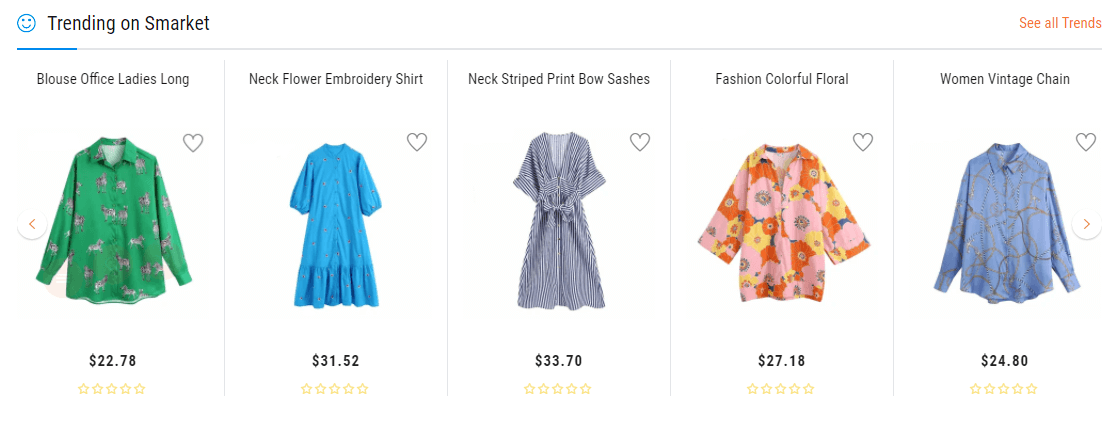 Trending on Smarket
See all Trends
Blouse Office Ladies Long
Neck Flower Embroidery Shirt
Neck Striped Print Bow Sashes
Fashion Colorful Floral
Women Vintage Chain
$22.78
$31.52
$33.70
$27.18
$24.80